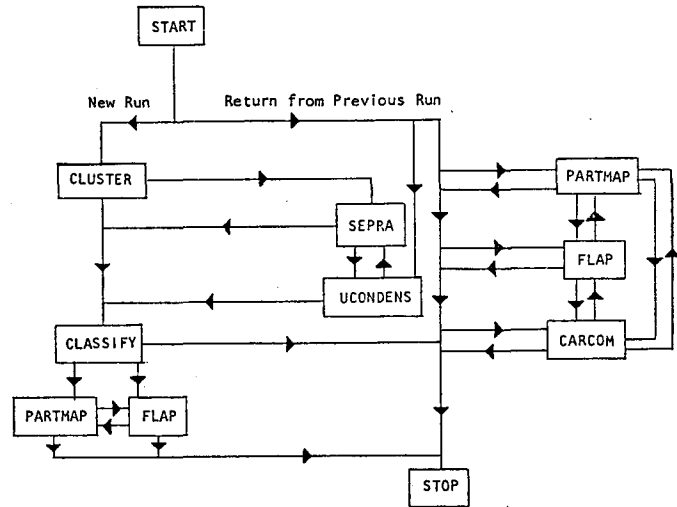 START
New Run
Return from Previous Run
CLUSTER
PARTMAP
SEPRA
FLAP
UCONDENS
CLASSIFY
CARCOM
PARTMAP
FLAP
STOP